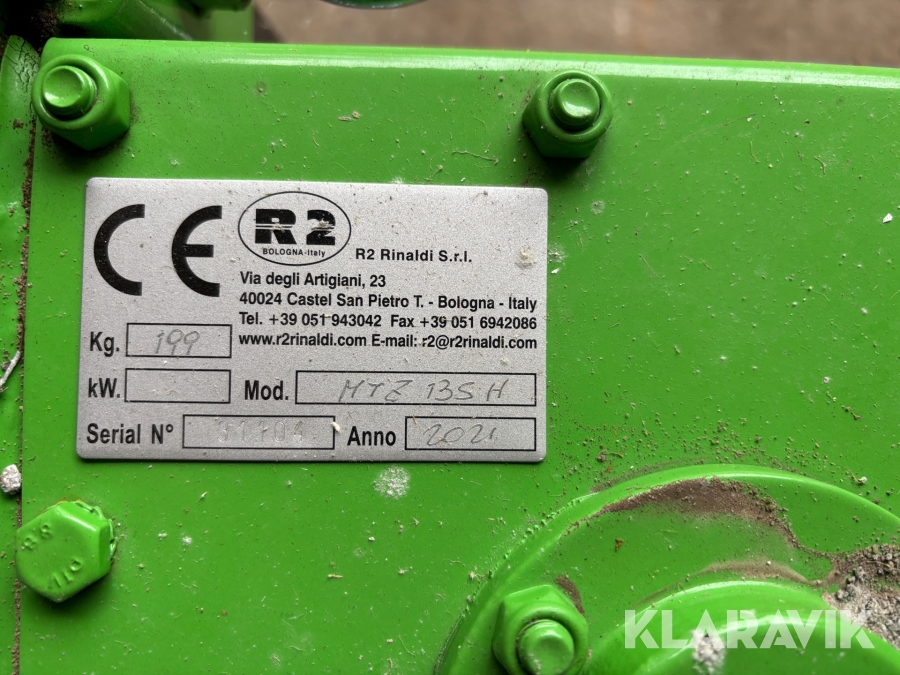 CE
R2
BOLOGNA-Italy
R2 Rinaldi S.r.l.
Via degli Artigiani, 23
40024 Castel San Pietro T. - Bologna - Italy
Tel. +39 051 943042 Fax +39 051 6942086
www.r2rinaldi.com E-mail: r2@r2rinaldi.com
Kg. 199
kW.
Mod. MTZ 135 H
Serial N°
Anno 2021
8.8
KLARAVIK